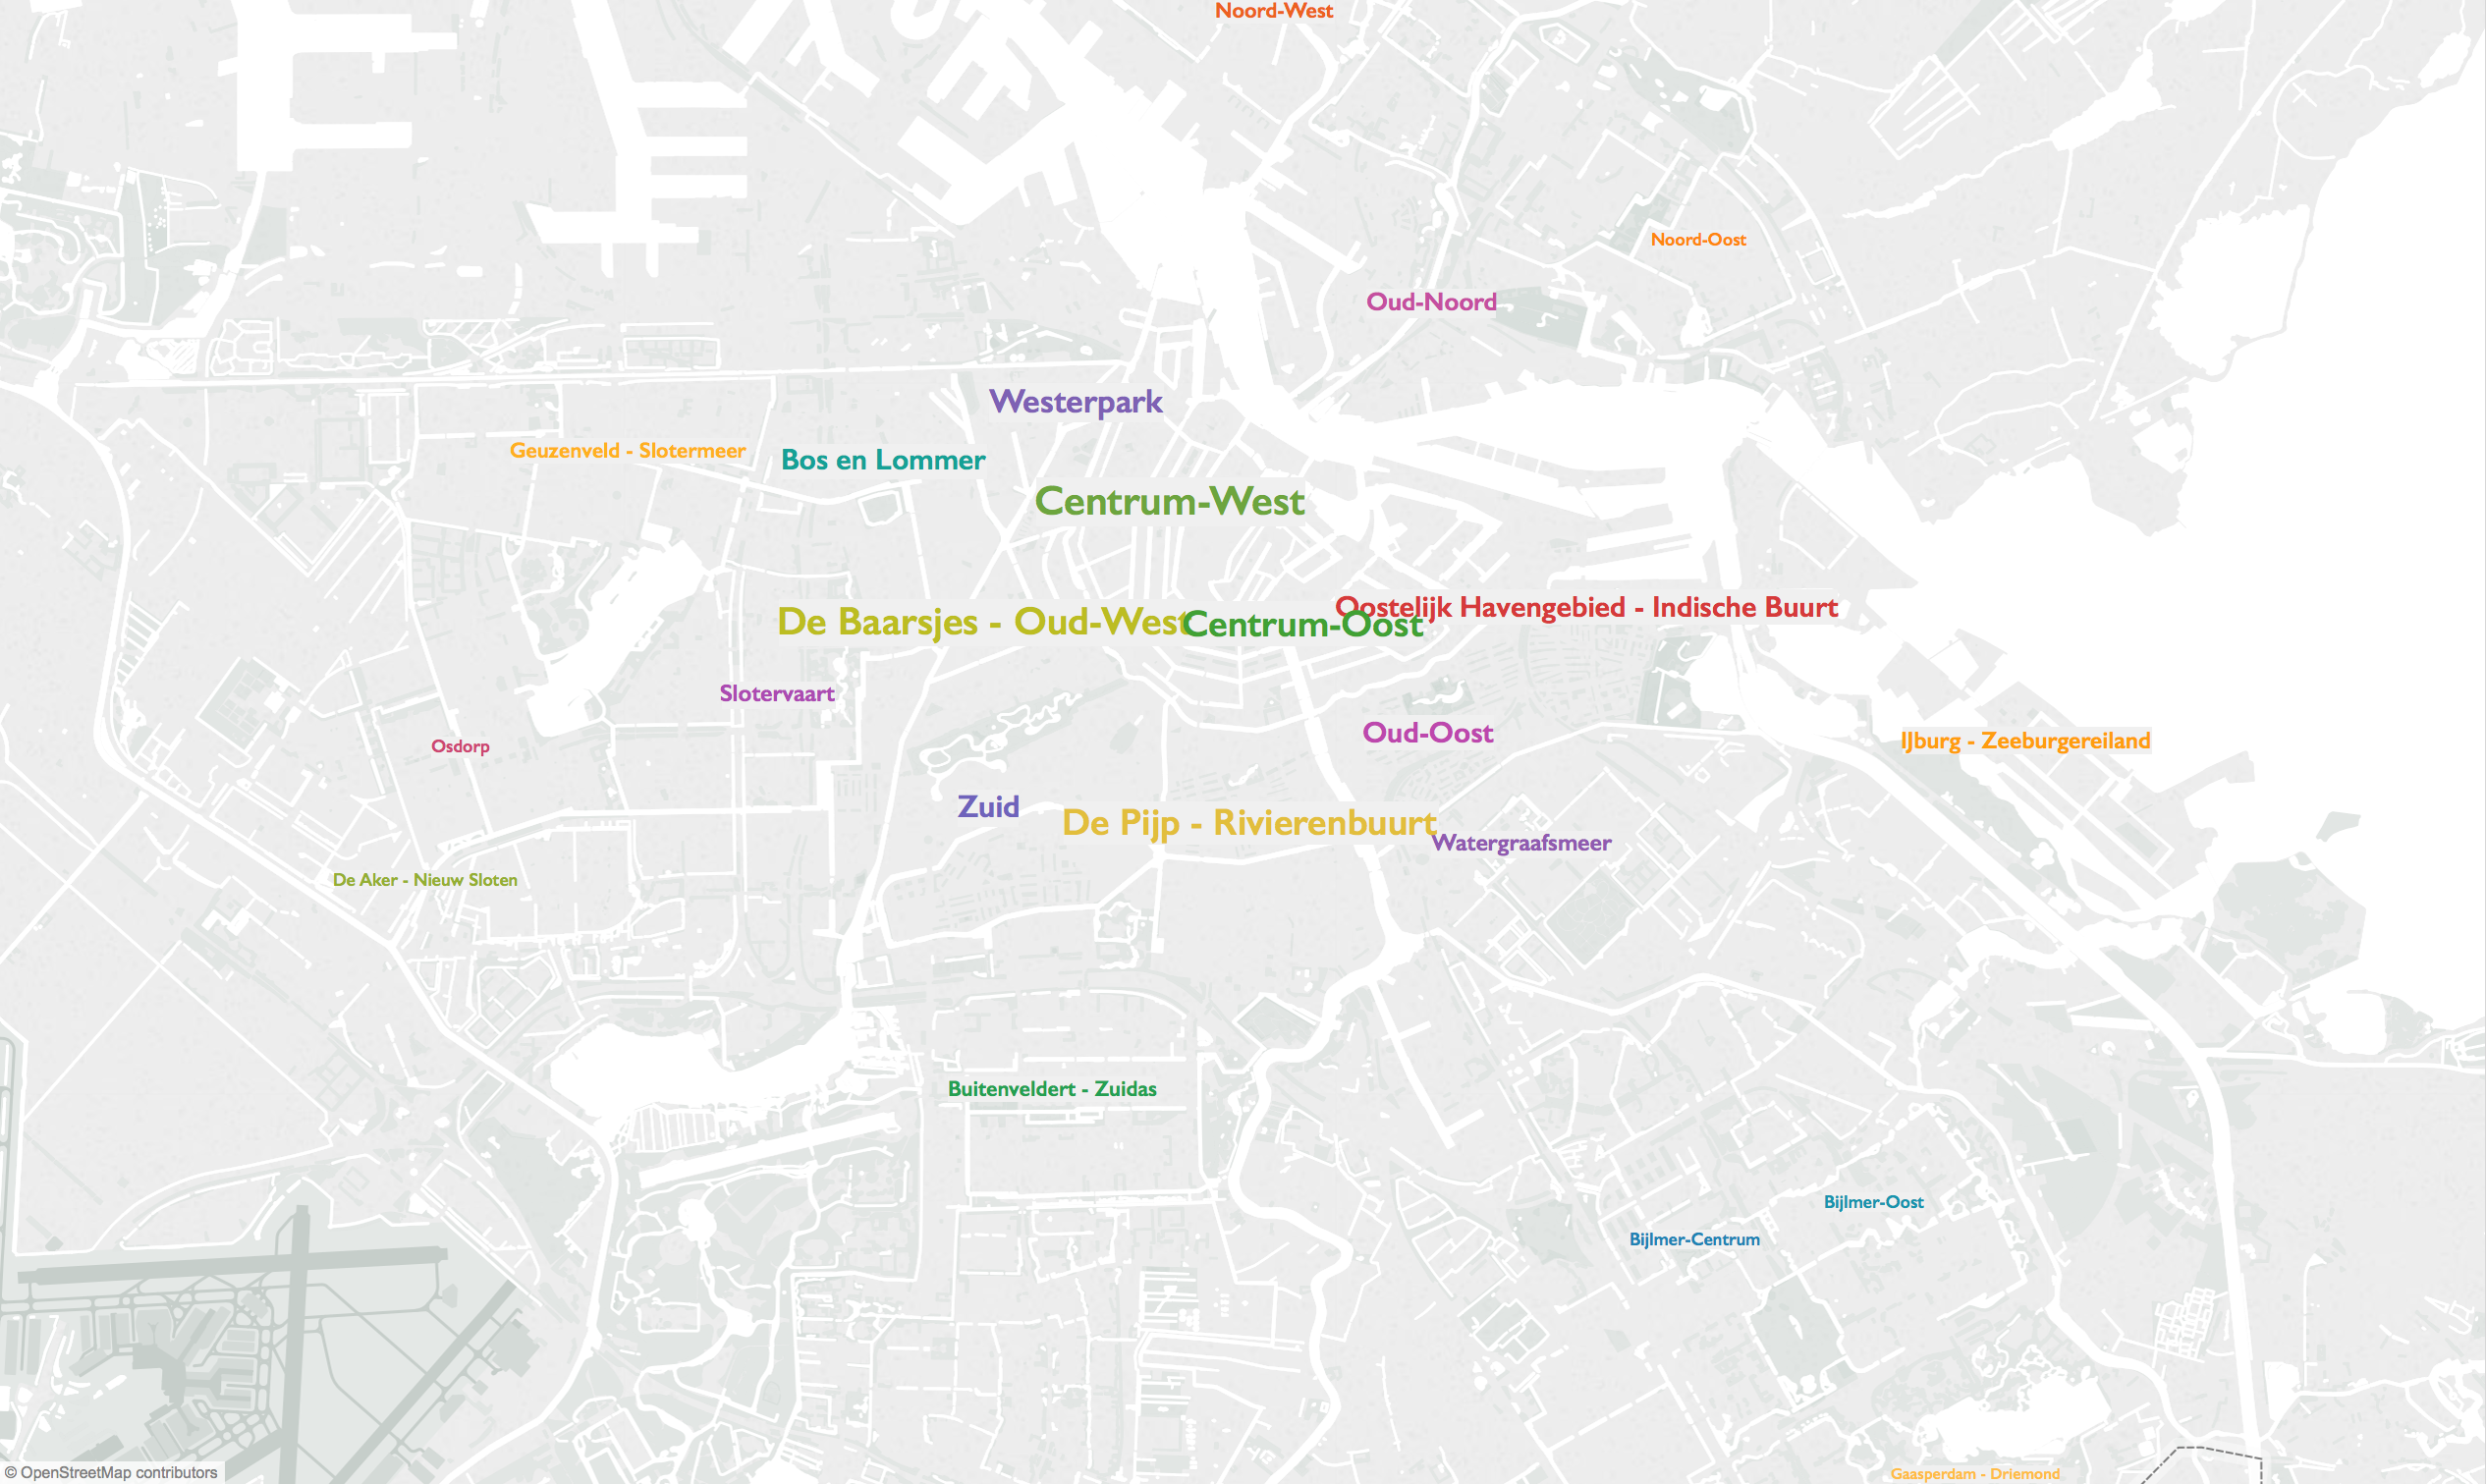 Noord-West
Noord-Oost
Oud-Noord
Westerpark
Geuzenveld - Slotermeer
Bos en Lommer
Centrum-West
Oostelijk Havengebied - Indische Buurt
De Baarsjes - Oud-West
Centrum-Oost
Slotervaart
Oud-Oost
IJburg - Zeeburgereiland
Osdorp
Zuid
De Pijp - Rivierenbuurt
Watergraafsmeer
De Aker - Nieuw Sloten
Buitenveldert - Zuidas
Bijlmer-Oost
Bijlmer-Centrum
© OpenStreetMap contributors
Gaasperdam - Driemond